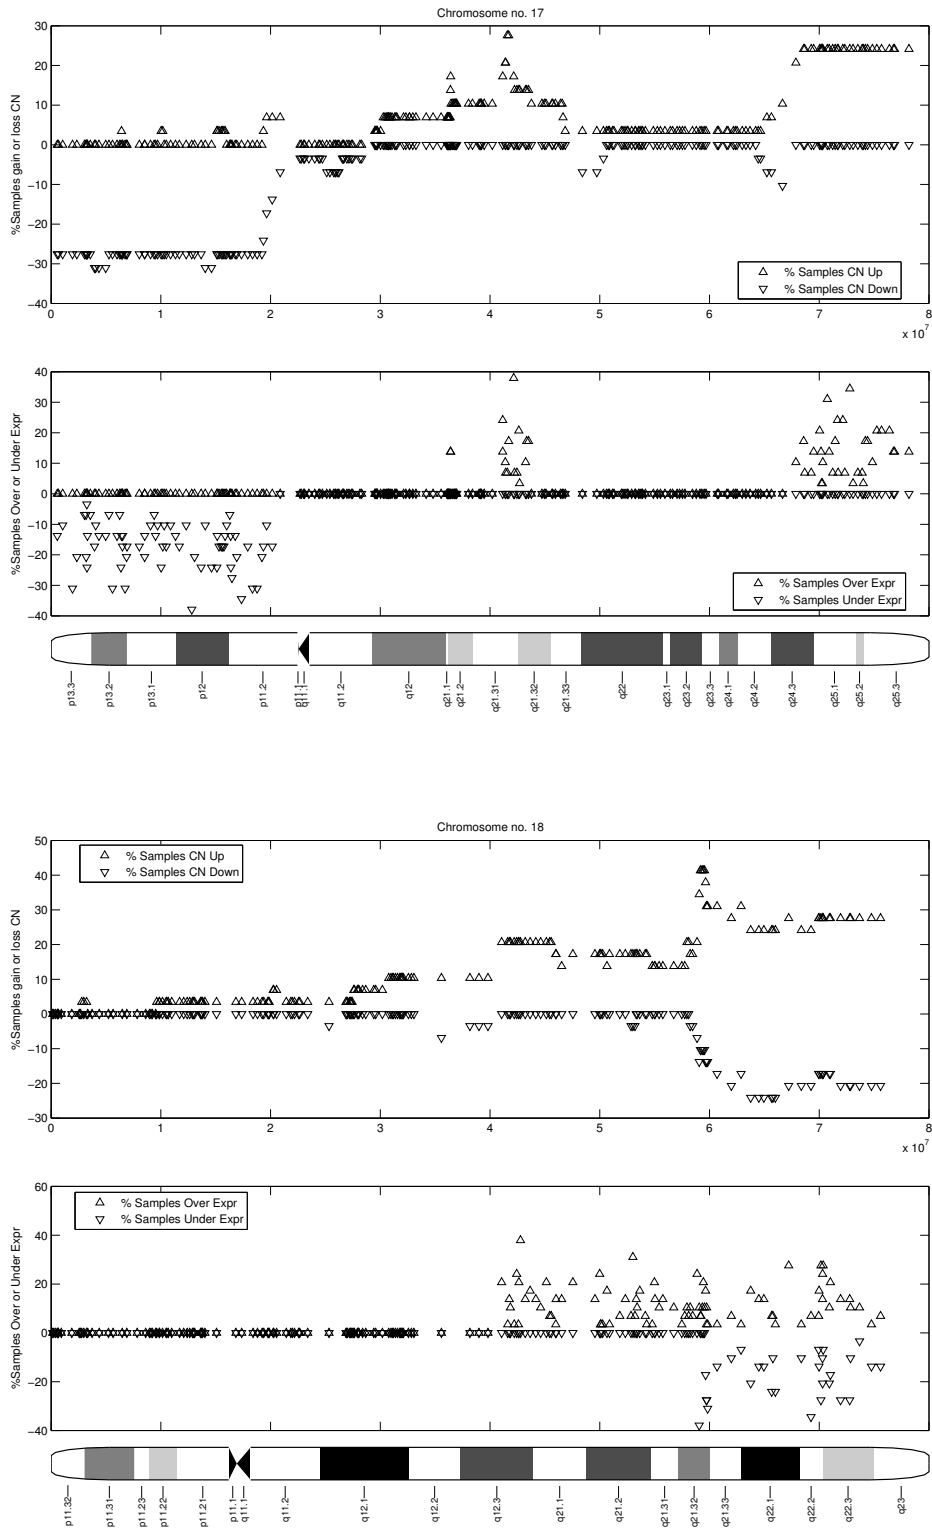 Chromosome no. 17
%Samples gain or loss CN
30
20
10
0
−10
−20
−30
−40
% Samples CN Up
% Samples CN Down
0 1 2 3 4 5 6 7 8
x 10^7
%Samples Over or Under Expr
40
30
20
10
0
−10
−20
−30
−40
% Samples Over Expr
% Samples Under Expr
p13.3 p13.2 p13.1 p12 p11.2 p11.1 q11.1 q11.2 q12 q21.1 q21.2 q21.31 q21.32 q21.33 q22 q23.1 q23.2 q23.3 q24.1 q24.2 q24.3 q25.1 q25.2 q25.3
Chromosome no. 18
%Samples gain or loss CN
50
40
30
20
10
0
−10
−20
−30
% Samples CN Up
% Samples CN Down
0 1 2 3 4 5 6 7 8
x 10^7
%Samples Over or Under Expr
60
40
20
0
−20
−40
% Samples Over Expr
% Samples Under Expr
p11.32 p11.31 p11.23 p11.22 p11.21 p11.1 q11.1 q11.2 q12.1 q12.2 q12.3 q21.1 q21.2 q21.31 q21.32 q21.33 q22.1 q22.2 q22.3 q23